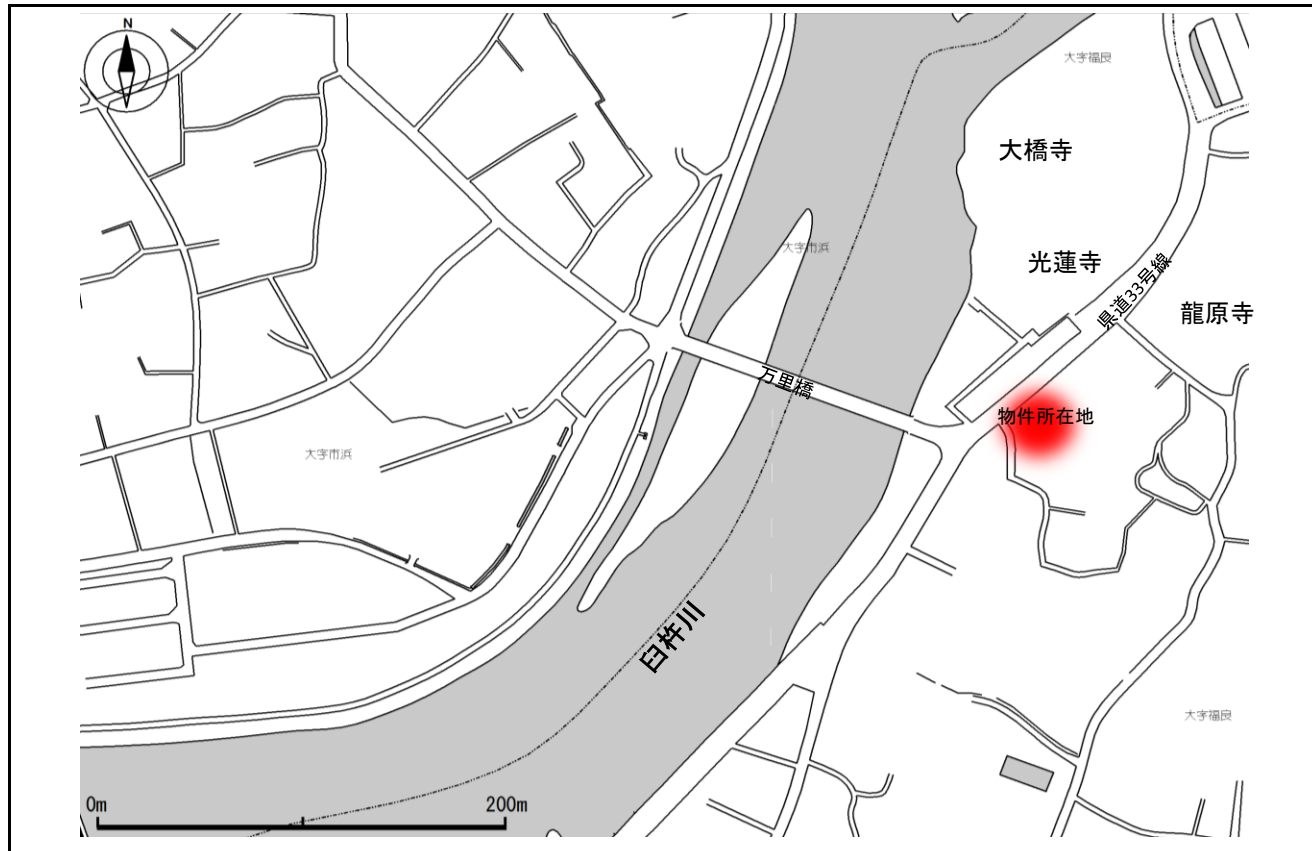 N
大字福良
大橋寺
大字市浜
光蓮寺
県道33号線
龍原寺
万里橋
物件所在地
大字市浜
臼杵川
大字福良
0m
200m